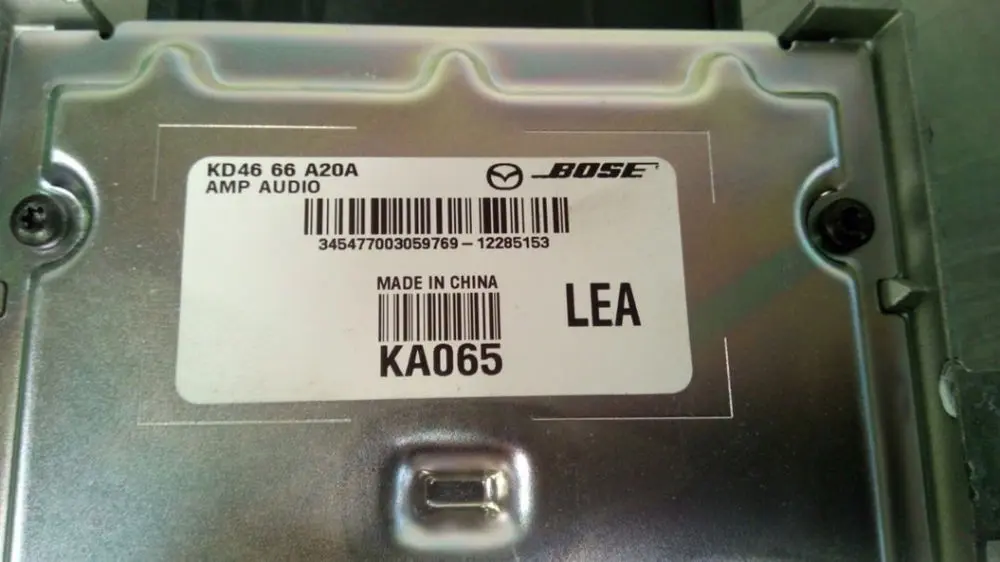 KD46 66 A20A
AMP AUDIO
BOSE
345477003059769-12285153
MADE IN CHINA
LEA
KA065